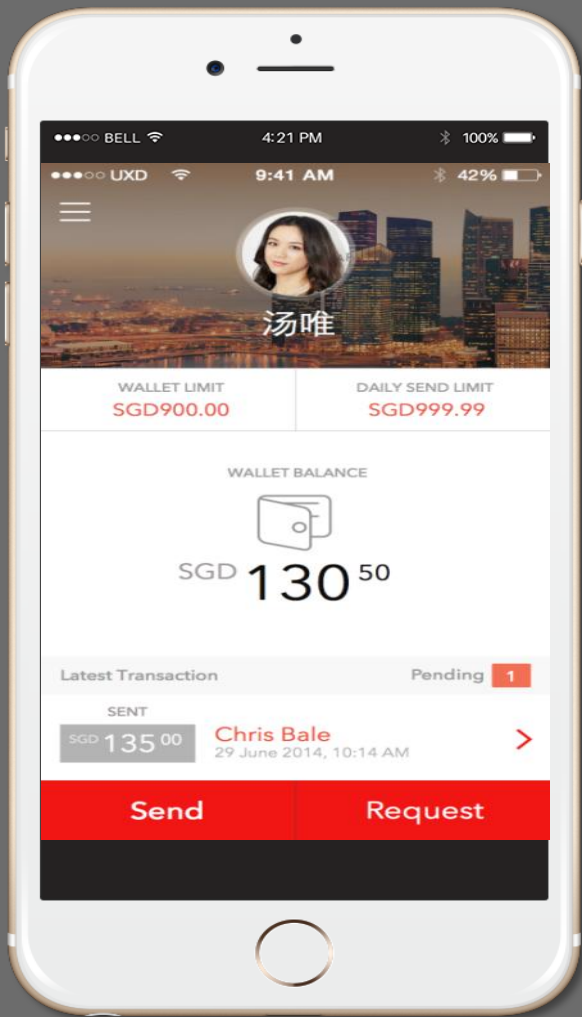 BELL 4:21 PM 100%
UXD 9:41 AM 42%
汤唯
WALLET LIMIT DAILY SEND LIMIT
SGD900.00 SGD999.99
WALLET BALANCE
SGD 130 50
Latest Transaction Pending 1
SENT
SGD 135 00 Chris Bale
29 June 2014, 10:14 AM
Send Request